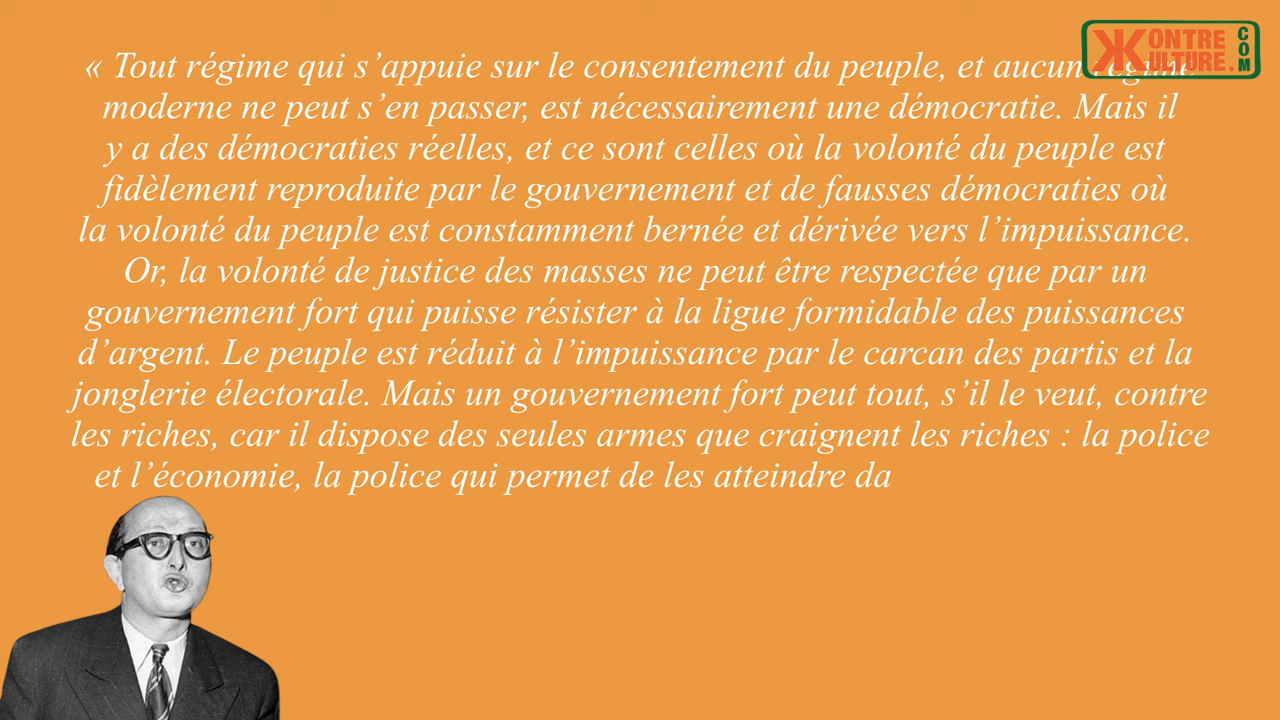 « Tout régime qui s’appuie sur le consentement du peuple, et aucun régime
moderne ne peut s’en passer, est nécessairement une démocratie. Mais il
y a des démocraties réelles, et ce sont celles où la volonté du peuple est
fidèlement reproduite par le gouvernement et de fausses démocraties où
la volonté du peuple est constamment bernée et dérivée vers l’impuissance.
Or, la volonté de justice des masses ne peut être respectée que par un
gouvernement fort qui puisse résister à la ligue formidable des puissances
d’argent. Le peuple est réduit à l’impuissance par le carcan des partis et la
jonglerie électorale. Mais un gouvernement fort peut tout, s’il le veut, contre
les riches, car il dispose des seules armes que craignent les riches : la police
et l’économie, la police qui permet de les atteindre da
KONTRE
KULTURE.
COM